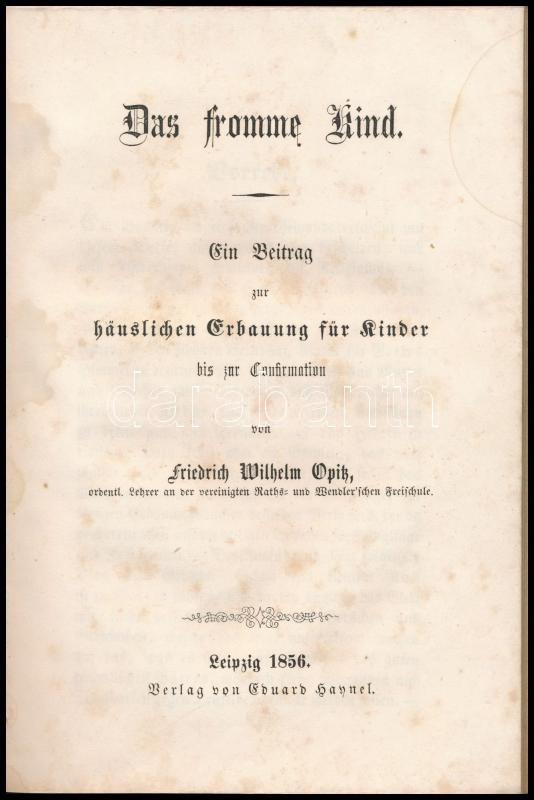 Das fromme Kind.
Ein Beitrag
zur
häuslichen Erbauung für Kinder
bis zur Confirmation
darabanth
von
Friedrich Wilhelm Opitz,
ordentl. Lehrer an der vereinigten Raths- und Wendler'schen Freischule.
Leipzig 1856.
Verlag von Eduard Haynel.